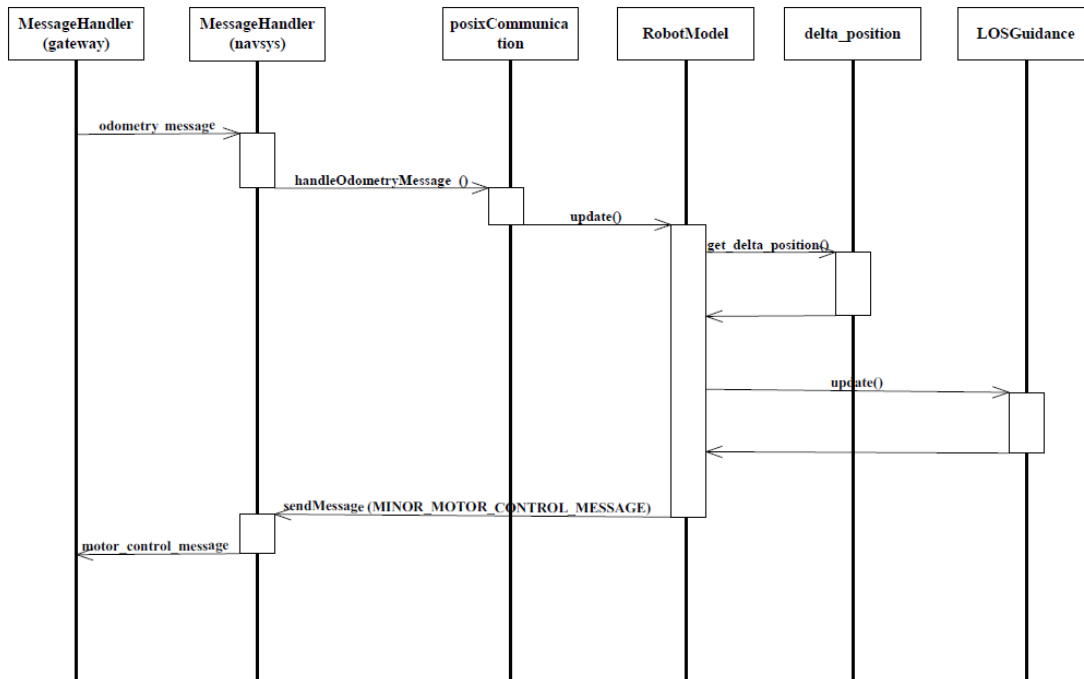 MessageHandler
(gateway)
MessageHandler
(navsys)
posixCommunica
tion
RobotModel
delta_position
LOSGuidance
odometry_message
handleOdometryMessage ()
update()
get_delta_position()
update()
sendMessage (MINOR_MOTOR_CONTROL_MESSAGE)
motor_control_message